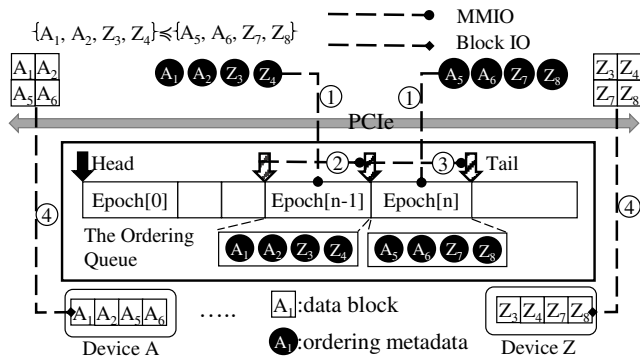 {A1, A2, Z3, Z4}≼{A5, A6, Z7, Z8}
MMIO
Block IO
A1 A2
A5 A6
A1 A2 Z3 Z4
A5 A6 Z7 Z8
Z3 Z4
Z7 Z8
① ①
PCIe
Head ② ③ Tail
Epoch[0] Epoch[n-1] Epoch[n]
④ ④
The Ordering
Queue
A1 A2 Z3 Z4
A5 A6 Z7 Z8
A1 A2 A5 A6
.....
A1:data block
Z3 Z4 Z7 Z8
Device A
A1:ordering metadata
Device Z